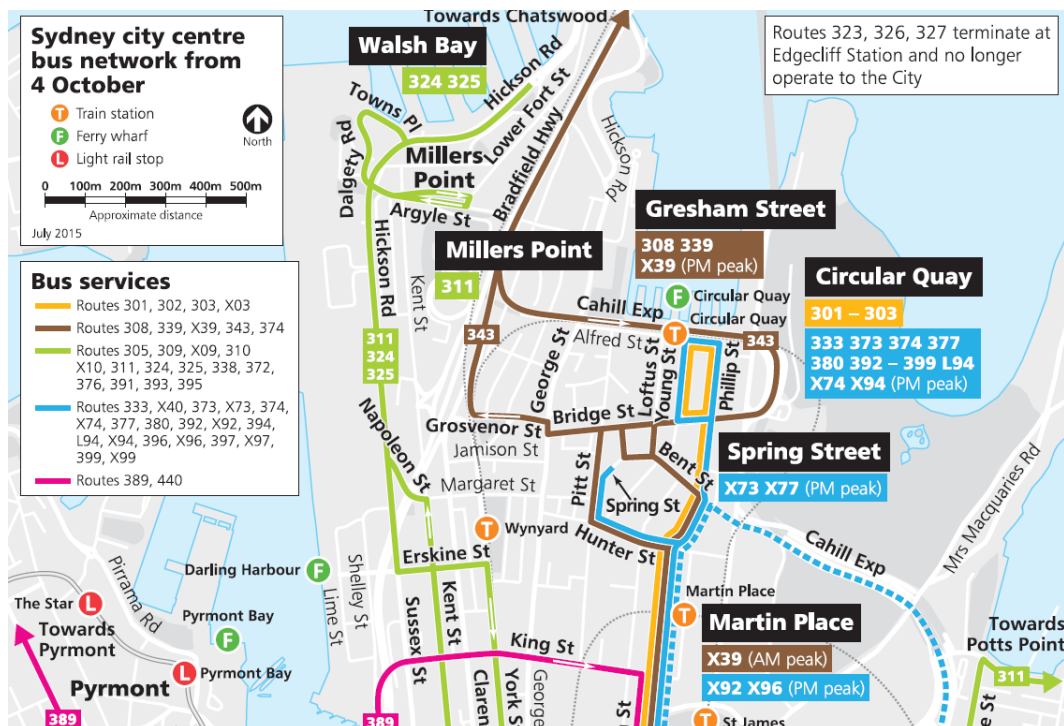 Sydney city centre
bus network from
4 October
T Train station
F Ferry wharf
L Light rail stop
North
0 100m 200m 300m 400m 500m
Approximate distance
July 2015
Bus services
Routes 301, 302, 303, X03
Routes 308, 339, X39, 343, 374
Routes 305, 309, X09, 310
X10, 311, 324, 325, 338, 372,
376, 391, 393, 395
Routes 333, X40, 373, X73, 374,
X74, 377, 380, 392, X92, 394,
L94, X94, 396, X96, 397, X97,
399, X99
Routes 389, 440
Towards Chatswood
Routes 323, 326, 327 terminate at
Edgecliff Station and no longer
operate to the City
Walsh Bay
324 325
Hickson Rd
Towns Pl
Lower Fort St
Bradfield Hwy
Hickson Rd
Dalgety Rd
Millers
Point
Argyle St
Hickson Rd
Kent St
Millers Point
311
Gresham Street
308 339
X39 (PM peak)
Circular Quay
301 – 303
333 373 374 377
380 392 – 399 L94
X74 X94 (PM peak)
F Circular Quay
T Circular Quay
Cahill Exp
Alfred St
343
343
311
324
325
George St
Loftus St
Young St
Phillip St
Bridge St
Grosvenor St
Jamison St
Napoleon St
Margaret St
Pitt St
Bent St
Spring St
Hunter St
Spring Street
X73 X77 (PM peak)
T Wynyard
Cahill Exp
Mrs Macquaries Rd
Erskine St
Darling Harbour F
Shelley St
Lime St
Pirrama Rd
The Star L
Towards
Pyrmont
Pyrmont Bay
F
L Pyrmont Bay
Pyrmont
389
389
Sussex St
Kent St
King St
Claren
York S
George
St
Martin Place
T
Martin Place
X39 (AM peak)
X92 X96 (PM peak)
T St James
Towards
Potts Point
311
e St